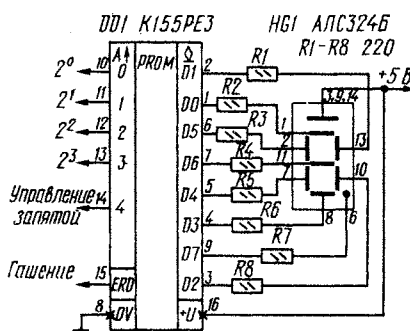 DD1 К155РЕ3
HG1 АЛС324Б
R1-R8 220
+5 В
A
PROM
2⁰ 10 0
2¹ 11 1
2² 12 2
2³ 13 3
Управление запятой 14 4
Гашение 15 ERD
8 OV
D1 2 R1
D0 1 R2
D5 6 R3
D6 7 R4
D4 5 R5
D3 4 R6
D7 9 R7
D2 3 R8
+U 16
3,9,14
1
2
13
11
7
10
8
6